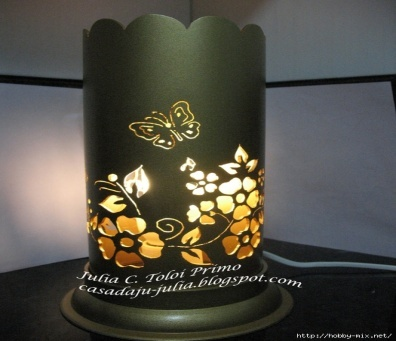 Julia C. Toloi Primo
casadaju-julia.blogspot.com
http://hobby-mix.net/